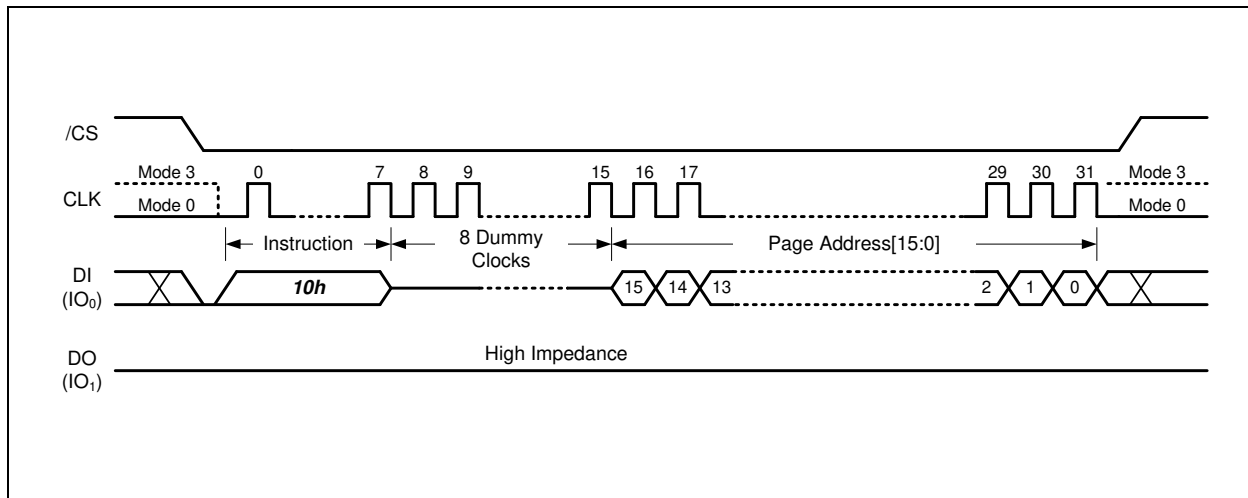 /CS
Mode 3 0 7 8 9 15 16 17 29 30 31 Mode 3
CLK
Mode 0 Mode 0
Instruction 8 Dummy Page Address[15:0]
Clocks
DI
(IO₀)
10h 15 14 13 2 1 0
High Impedance
DO
(IO₁)